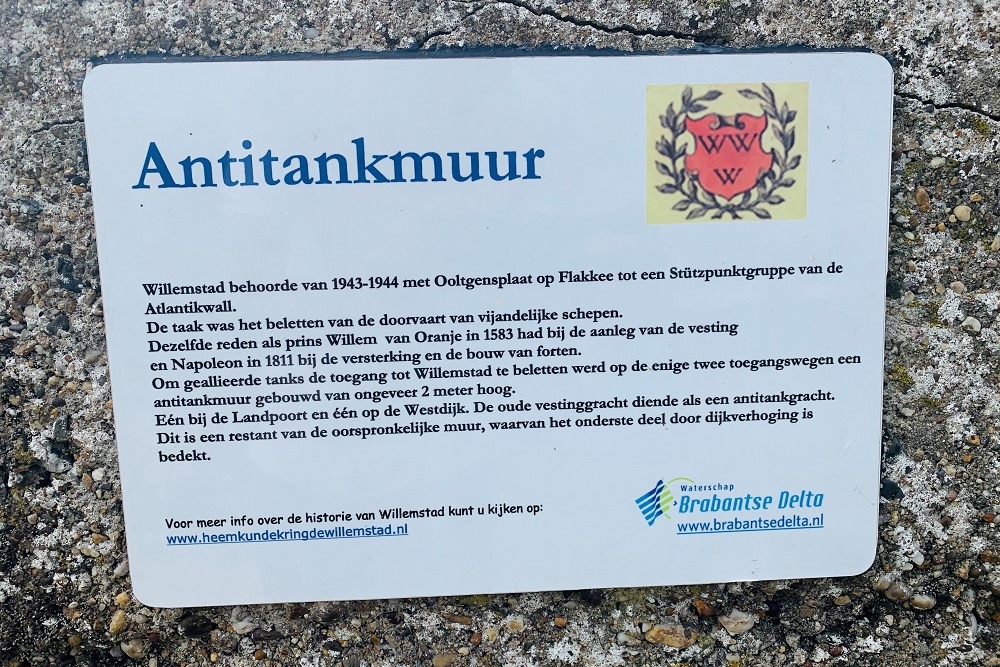 Antitankmuur
WWW
W
Willemstad behoorde van 1943-1944 met Ooltgensplaat op Flakkee tot een Stützpunktgruppe van de
Atlantikwall.
De taak was het beletten van de doorvaart van vijandelijke schepen.
Dezelfde reden als prins Willem van Oranje in 1583 had bij de aanleg van de vesting
en Napoleon in 1811 bij de versterking en de bouw van forten.
Om geallieerde tanks de toegang tot Willemstad te beletten werd op de enige twee toegangswegen een
antitankmuur gebouwd van ongeveer 2 meter hoog.
Eén bij de Landpoort en één op de Westdijk. De oude vestinggracht diende als een antitankgracht.
Dit is een restant van de oorspronkelijke muur, waarvan het onderste deel door dijkverhoging is
bedekt.
Voor meer info over de historie van Willemstad kunt u kijken op:
www.heemkundekringdewillemstad.nl
Waterschap
Brabantse Delta
www.brabantsedelta.nl